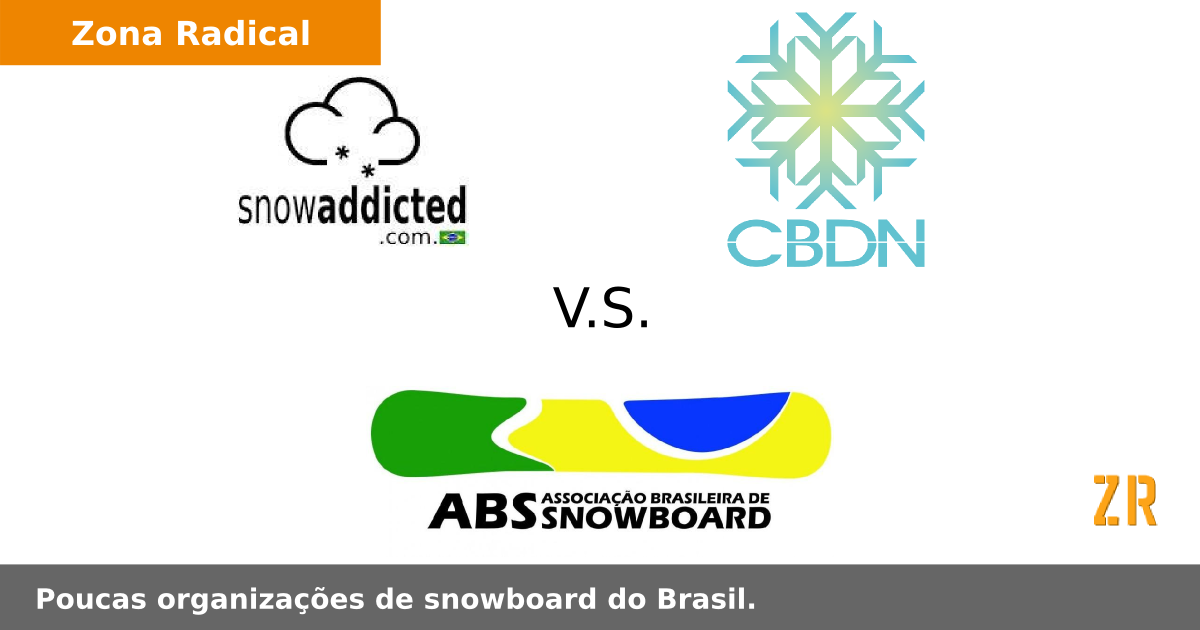 Zona Radical
snowaddicted
.com.
CBDN
V.S.
ABS ASSOCIAÇÃO BRASILEIRA DE
SNOWBOARD
ZR
Poucas organizações de snowboard do Brasil.